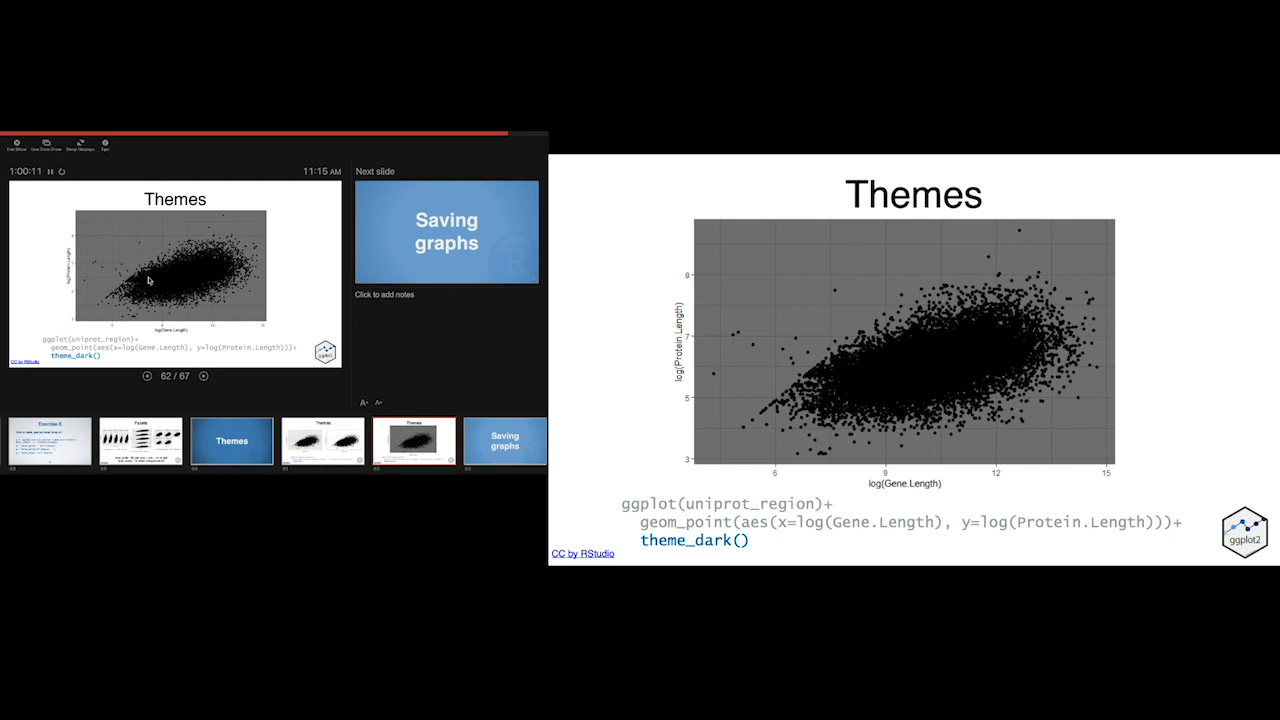 End Show
Use Slide Show
Swap Displays
Tips
1:00:11
11:15 AM
Next slide
Themes
log(Protein.Length)
log(Gene.Length)
ggplot(uniprot_region)+
geom_point(aes(x=log(Gene.Length), y=log(Protein.Length)))+
theme_dark()
CC by RStudio
ggplot2
62 / 67
Saving
graphs
R
Click to add notes
A+ A-
Exercise 6
Facets
Themes
Themes
Themes
Saving
graphs
Themes
9
7
5
3
log(Protein.Length)
6 9 12 15
log(Gene.Length)
ggplot(uniprot_region)+
geom_point(aes(x=log(Gene.Length), y=log(Protein.Length)))+
theme_dark()
CC by RStudio
ggplot2